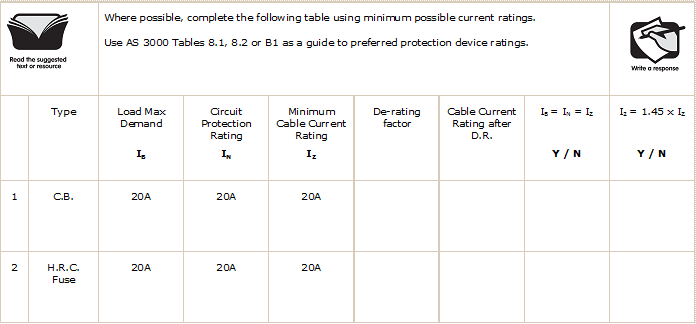 Where possible, complete the following table using minimum possible current ratings.
Use AS 3000 Tables 8.1, 8.2 or B1 as a guide to preferred protection device ratings.
Read the suggested
text or resource
Write a response
Type
Load Max
Demand
I_B
Circuit
Protection
Rating
I_N
Minimum
Cable Current
Rating
I_Z
De-rating
factor
Cable Current
Rating after
D.R.
I_B = I_N = I_Z
Y / N
I_2 = 1.45 x I_Z
Y / N
1 C.B. 20A 20A 20A
2 H.R.C. 20A 20A 20A
Fuse